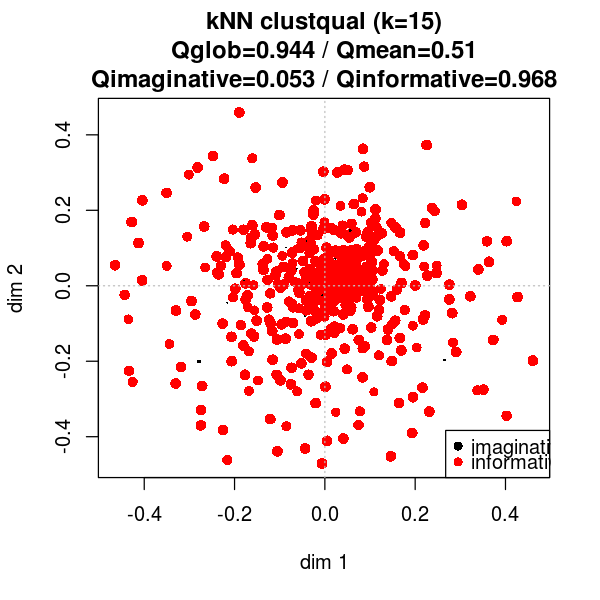 kNN clustqual (k=15)
Qglob=0.944 / Qmean=0.51
Qimaginative=0.053 / Qinformative=0.968
0.4
0.2
0.0
-0.2
-0.4
dim 2
imaginati
informati
-0.4 -0.2 0.0 0.2 0.4
dim 1